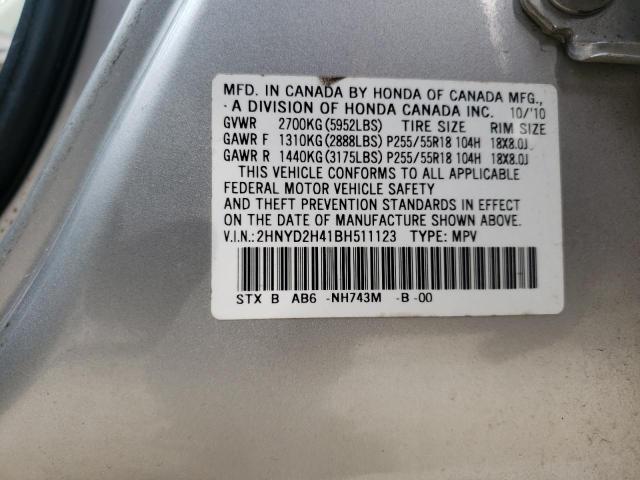 MFD. IN CANADA BY HONDA OF CANADA MFG.,
A DIVISION OF HONDA CANADA INC. 10/'10
GVWR 2700KG(5952LBS) TIRE SIZE RIM SIZE
GAWR F 1310KG(2888LBS) P255/55R18 104H 18X8.0J
GAWR R 1440KG(3175LBS) P255/55R18 104H 18X8.0J
THIS VEHICLE CONFORMS TO ALL APPLICABLE
FEDERAL MOTOR VEHICLE SAFETY
AND THEFT PREVENTION STANDARDS IN EFFECT
ON THE DATE OF MANUFACTURE SHOWN ABOVE.
V.I.N.:2HNYD2H41BH511123 TYPE: MPV
STX B AB6 -NH743M -B-00